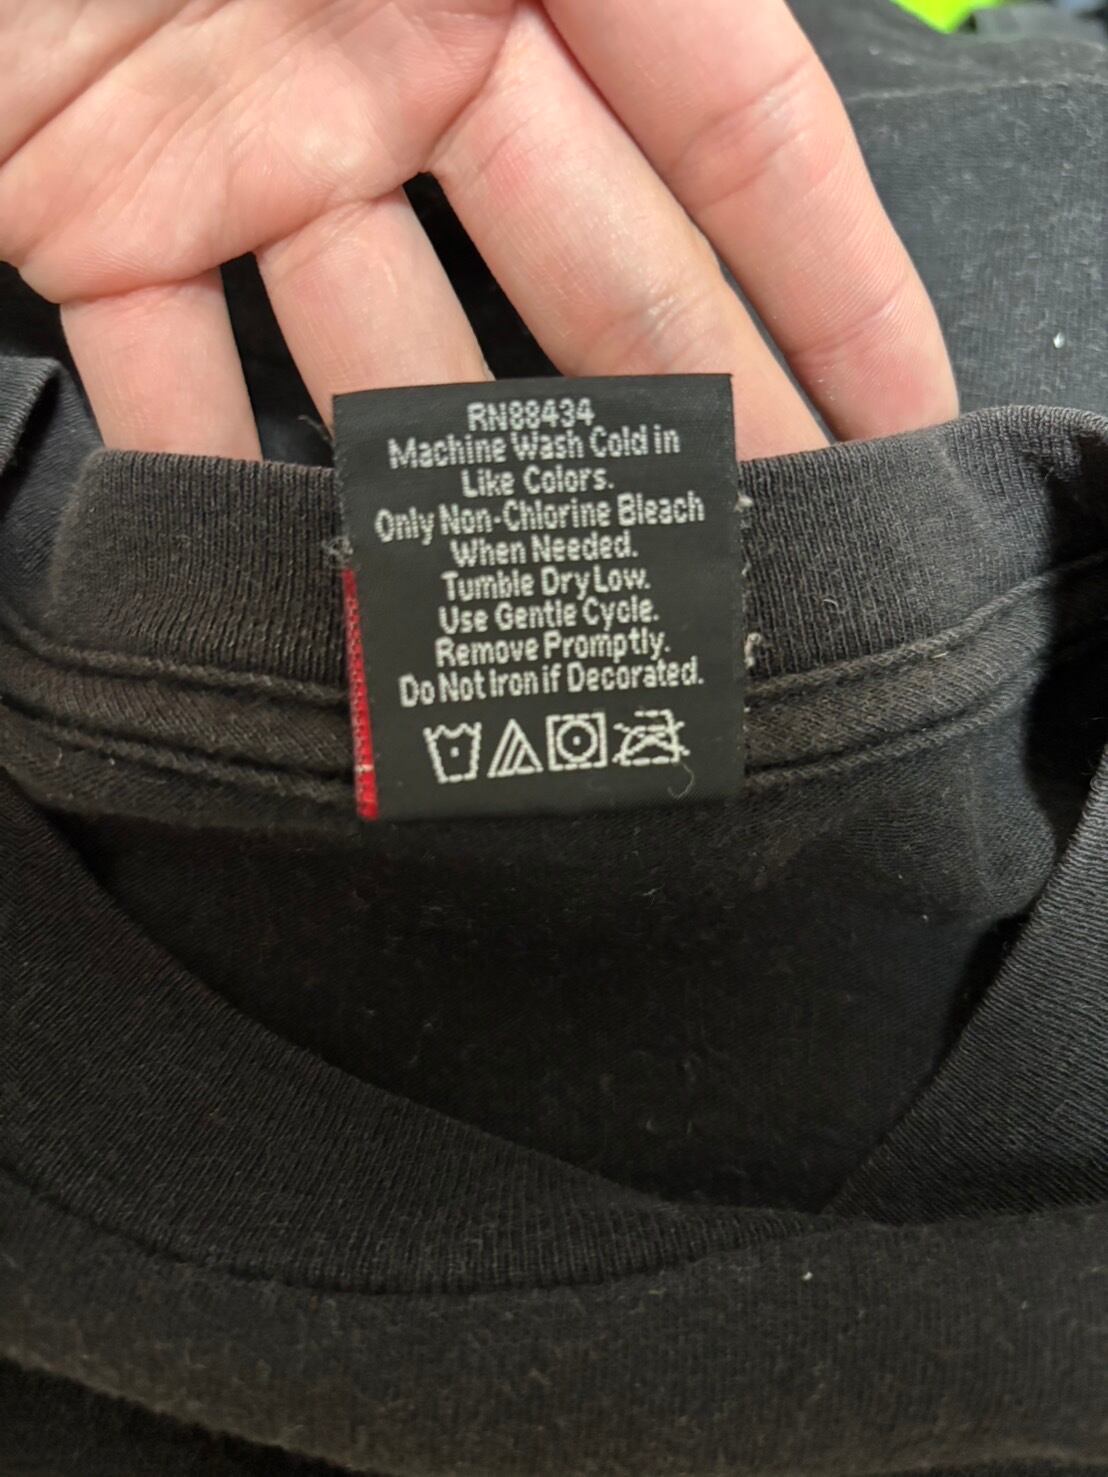 RN88434
Machine Wash Cold in
Like Colors.
Only Non-Chlorine Bleach
When Needed.
Tumble Dry Low.
Use Gentle Cycle.
Remove Promptly.
Do Not Iron if Decorated.